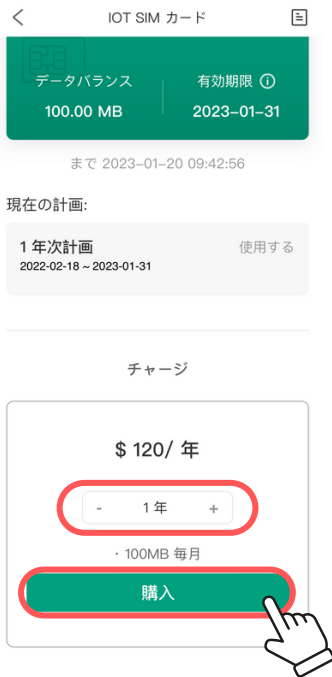 IOT SIM カード
データバランス 有効期限
100.00 MB 2023-01-31
まで 2023-01-20 09:42:56
現在の計画:
1 年次計画 使用する
2022-02-18 ~ 2023-01-31
チャージ
$ 120/ 年
- 1 年 +
· 100MB 毎月
購入